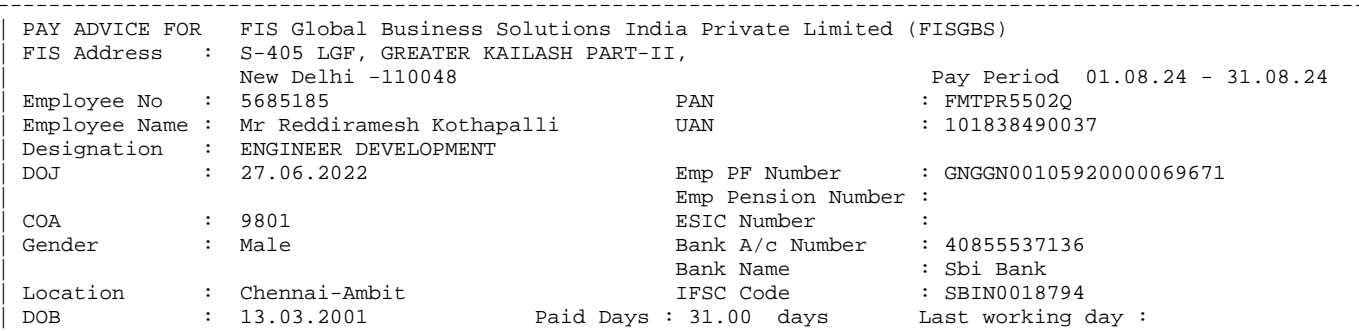 PAY ADVICE FOR FIS Global Business Solutions India Private Limited (FISGBS)
FIS Address : S-405 LGF, GREATER KAILASH PART-II,
New Delhi -110048 Pay Period 01.08.24 - 31.08.24
Employee No : 5685185 PAN : FMTPR5502Q
Employee Name : Mr Reddiramesh Kothapalli UAN : 101838490037
Designation : ENGINEER DEVELOPMENT
DOJ : 27.06.2022 Emp PF Number : GNGGN00105920000069671
Emp Pension Number :
COA : 9801 ESIC Number :
Gender : Male Bank A/c Number : 40855537136
Bank Name : Sbi Bank
Location : Chennai-Ambit IFSC Code : SBIN0018794
DOB : 13.03.2001 Paid Days : 31.00 days Last working day :